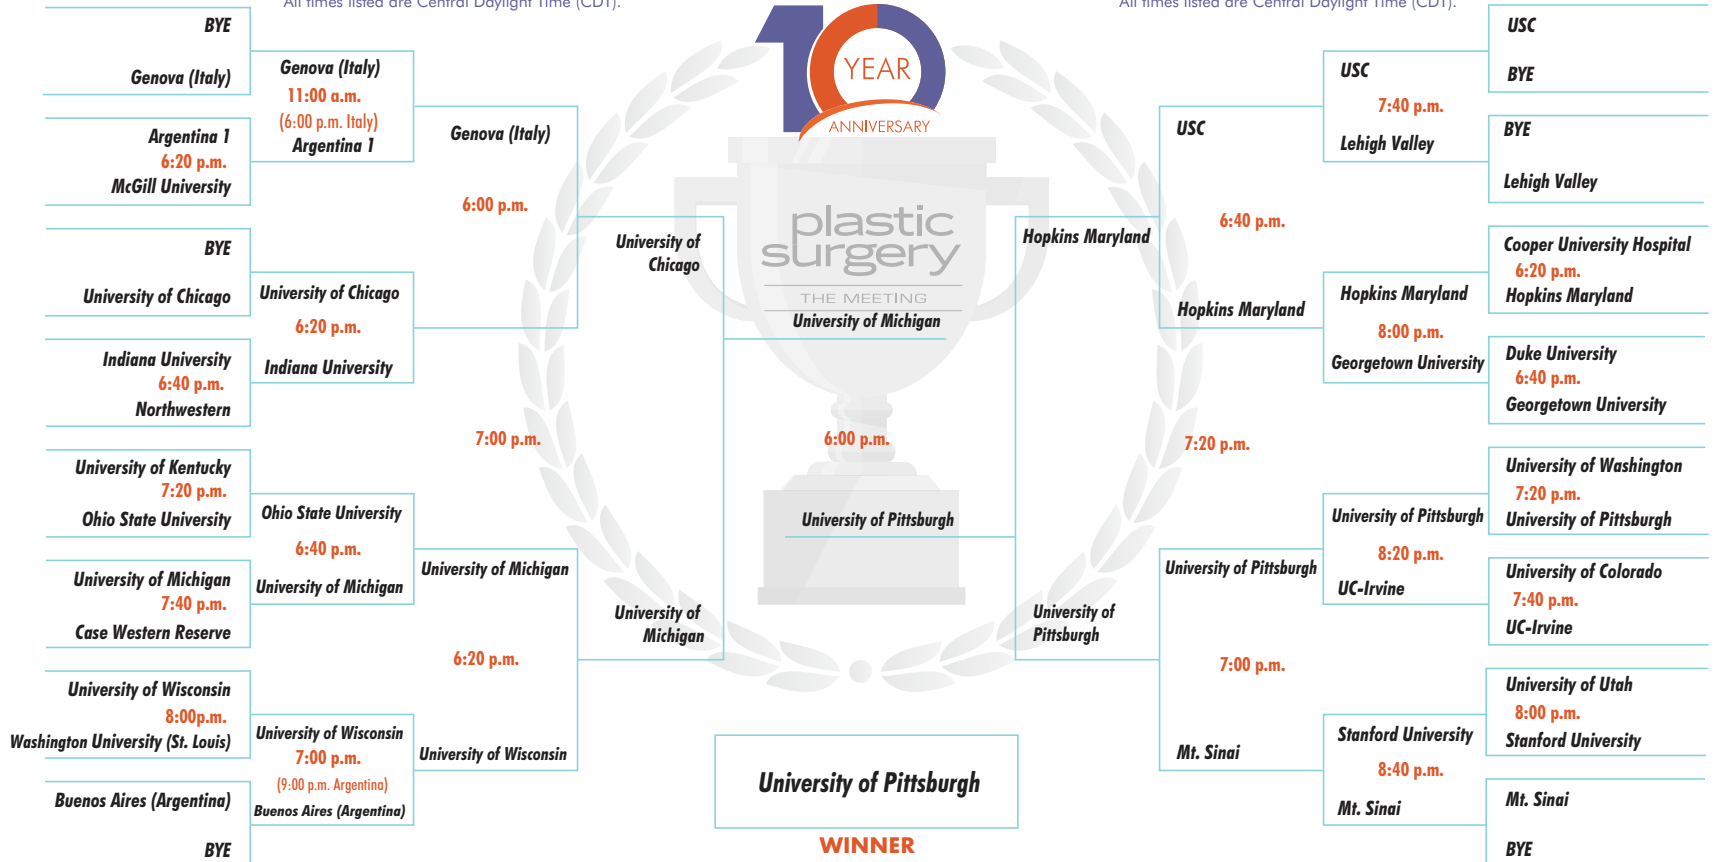 All times listed are Central Daylight Time (CDT).
All times listed are Central Daylight Time (CDT).
BYE
Genova (Italy)
Argentina 1
6:20 p.m.
McGill University
BYE
University of Chicago
Indiana University
6:40 p.m.
Northwestern
University of Kentucky
7:20 p.m.
Ohio State University
University of Michigan
7:40 p.m.
Case Western Reserve
University of Wisconsin
8:00p.m.
Washington University (St. Louis)
Buenos Aires (Argentina)
BYE
Genova (Italy)
11:00 a.m.
(6:00 p.m. Italy)
Argentina 1
University of Chicago
6:20 p.m.
Indiana University
Ohio State University
6:40 p.m.
University of Michigan
University of Wisconsin
7:00 p.m.
(9:00 p.m. Argentina)
Buenos Aires (Argentina)
Genova (Italy)
6:00 p.m.
7:00 p.m.
University of Michigan
6:20 p.m.
University of Wisconsin
University of
Chicago
University of
Michigan
10
YEAR
ANNIVERSARY
plastic
surgery
THE MEETING
University of Michigan
6:00 p.m.
University of Pittsburgh
University of Pittsburgh
WINNER
Hopkins Maryland
University of
Pittsburgh
USC
6:40 p.m.
Hopkins Maryland
7:20 p.m.
University of Pittsburgh
7:00 p.m.
Mt. Sinai
USC
7:40 p.m.
Lehigh Valley
Hopkins Maryland
8:00 p.m.
Georgetown University
University of Pittsburgh
8:20 p.m.
UC-Irvine
Stanford University
8:40 p.m.
Mt. Sinai
USC
BYE
BYE
Lehigh Valley
Cooper University Hospital
6:20 p.m.
Hopkins Maryland
Duke University
6:40 p.m.
Georgetown University
University of Washington
7:20 p.m.
University of Pittsburgh
University of Colorado
7:40 p.m.
UC-Irvine
University of Utah
8:00 p.m.
Stanford University
Mt. Sinai
BYE